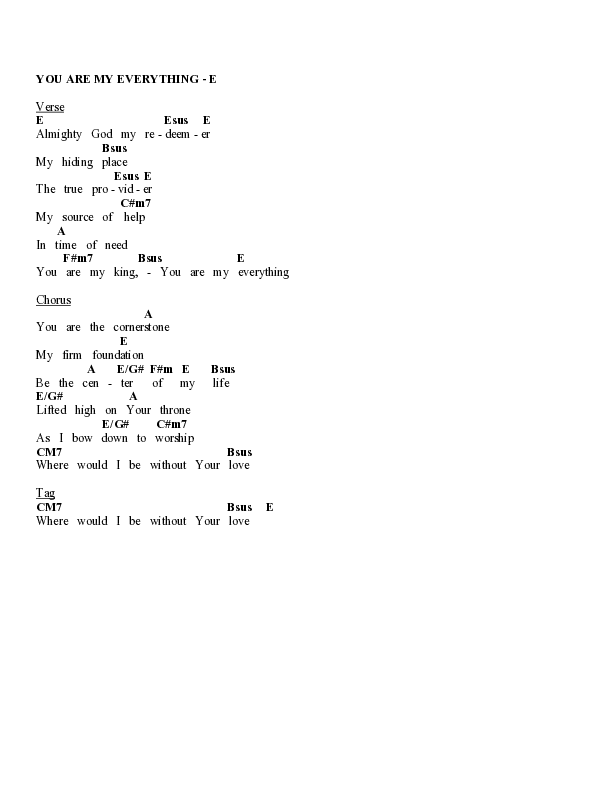 YOU ARE MY EVERYTHING - E
Verse
E Esus E
Almighty God my re - deem - er
Bsus
My hiding place
Esus E
The true pro - vid - er
C#m7
My source of help
A
In time of need
F#m7 Bsus E
You are my king, - You are my everything
Chorus
A
You are the cornerstone
E
My firm foundation
A E/G# F#m E Bsus
Be the cen - ter of my life
E/G# A
Lifted high on Your throne
E/G# C#m7
As I bow down to worship
CM7 Bsus
Where would I be without Your love
Tag
CM7 Bsus E
Where would I be without Your love